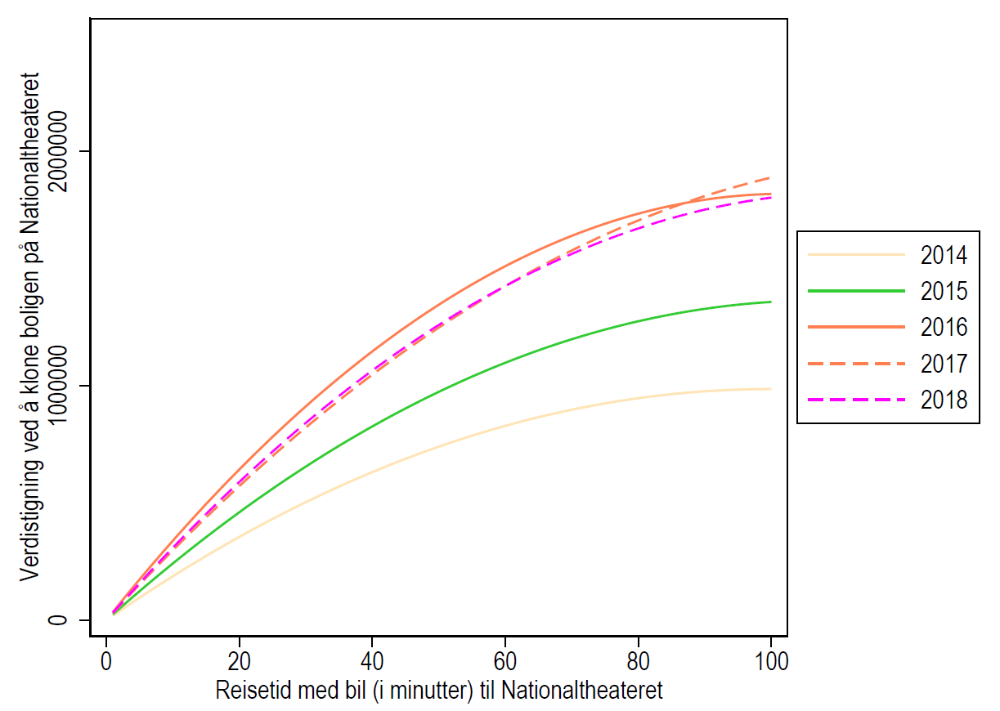 Verdistigning ved å klone boligen på Nationaltheateret
2000000
1000000
0
0 20 40 60 80 100
Reisetid med bil (i minutter) til Nationaltheateret
2014
2015
2016
2017
2018